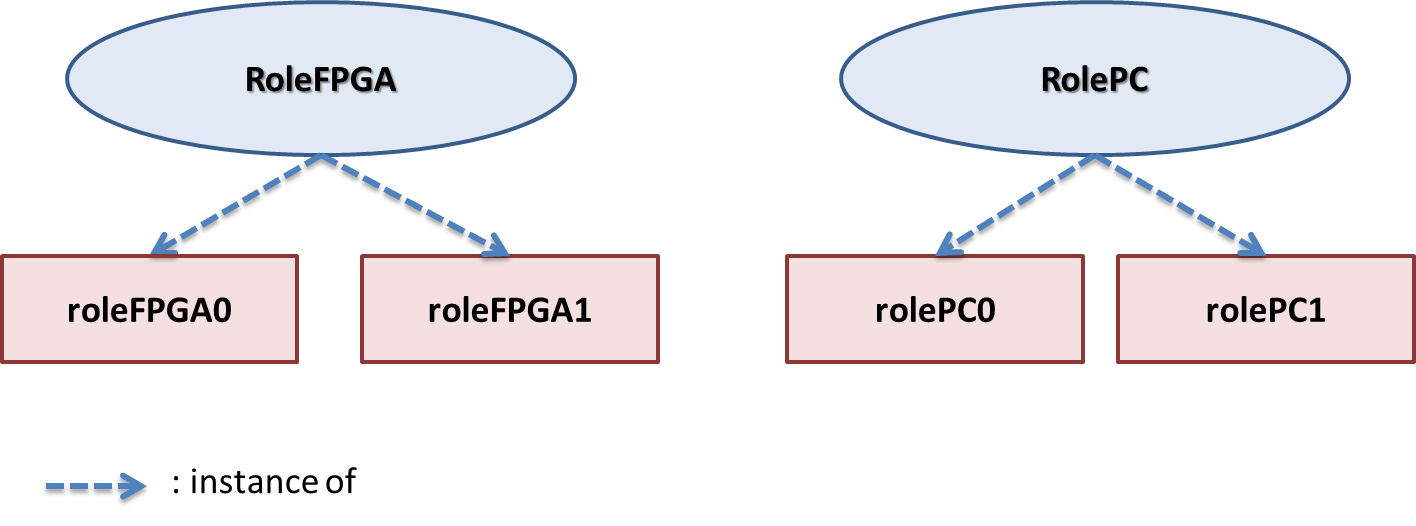 RoleFPGA
RolePC
roleFPGA0
roleFPGA1
rolePC0
rolePC1
: instance of